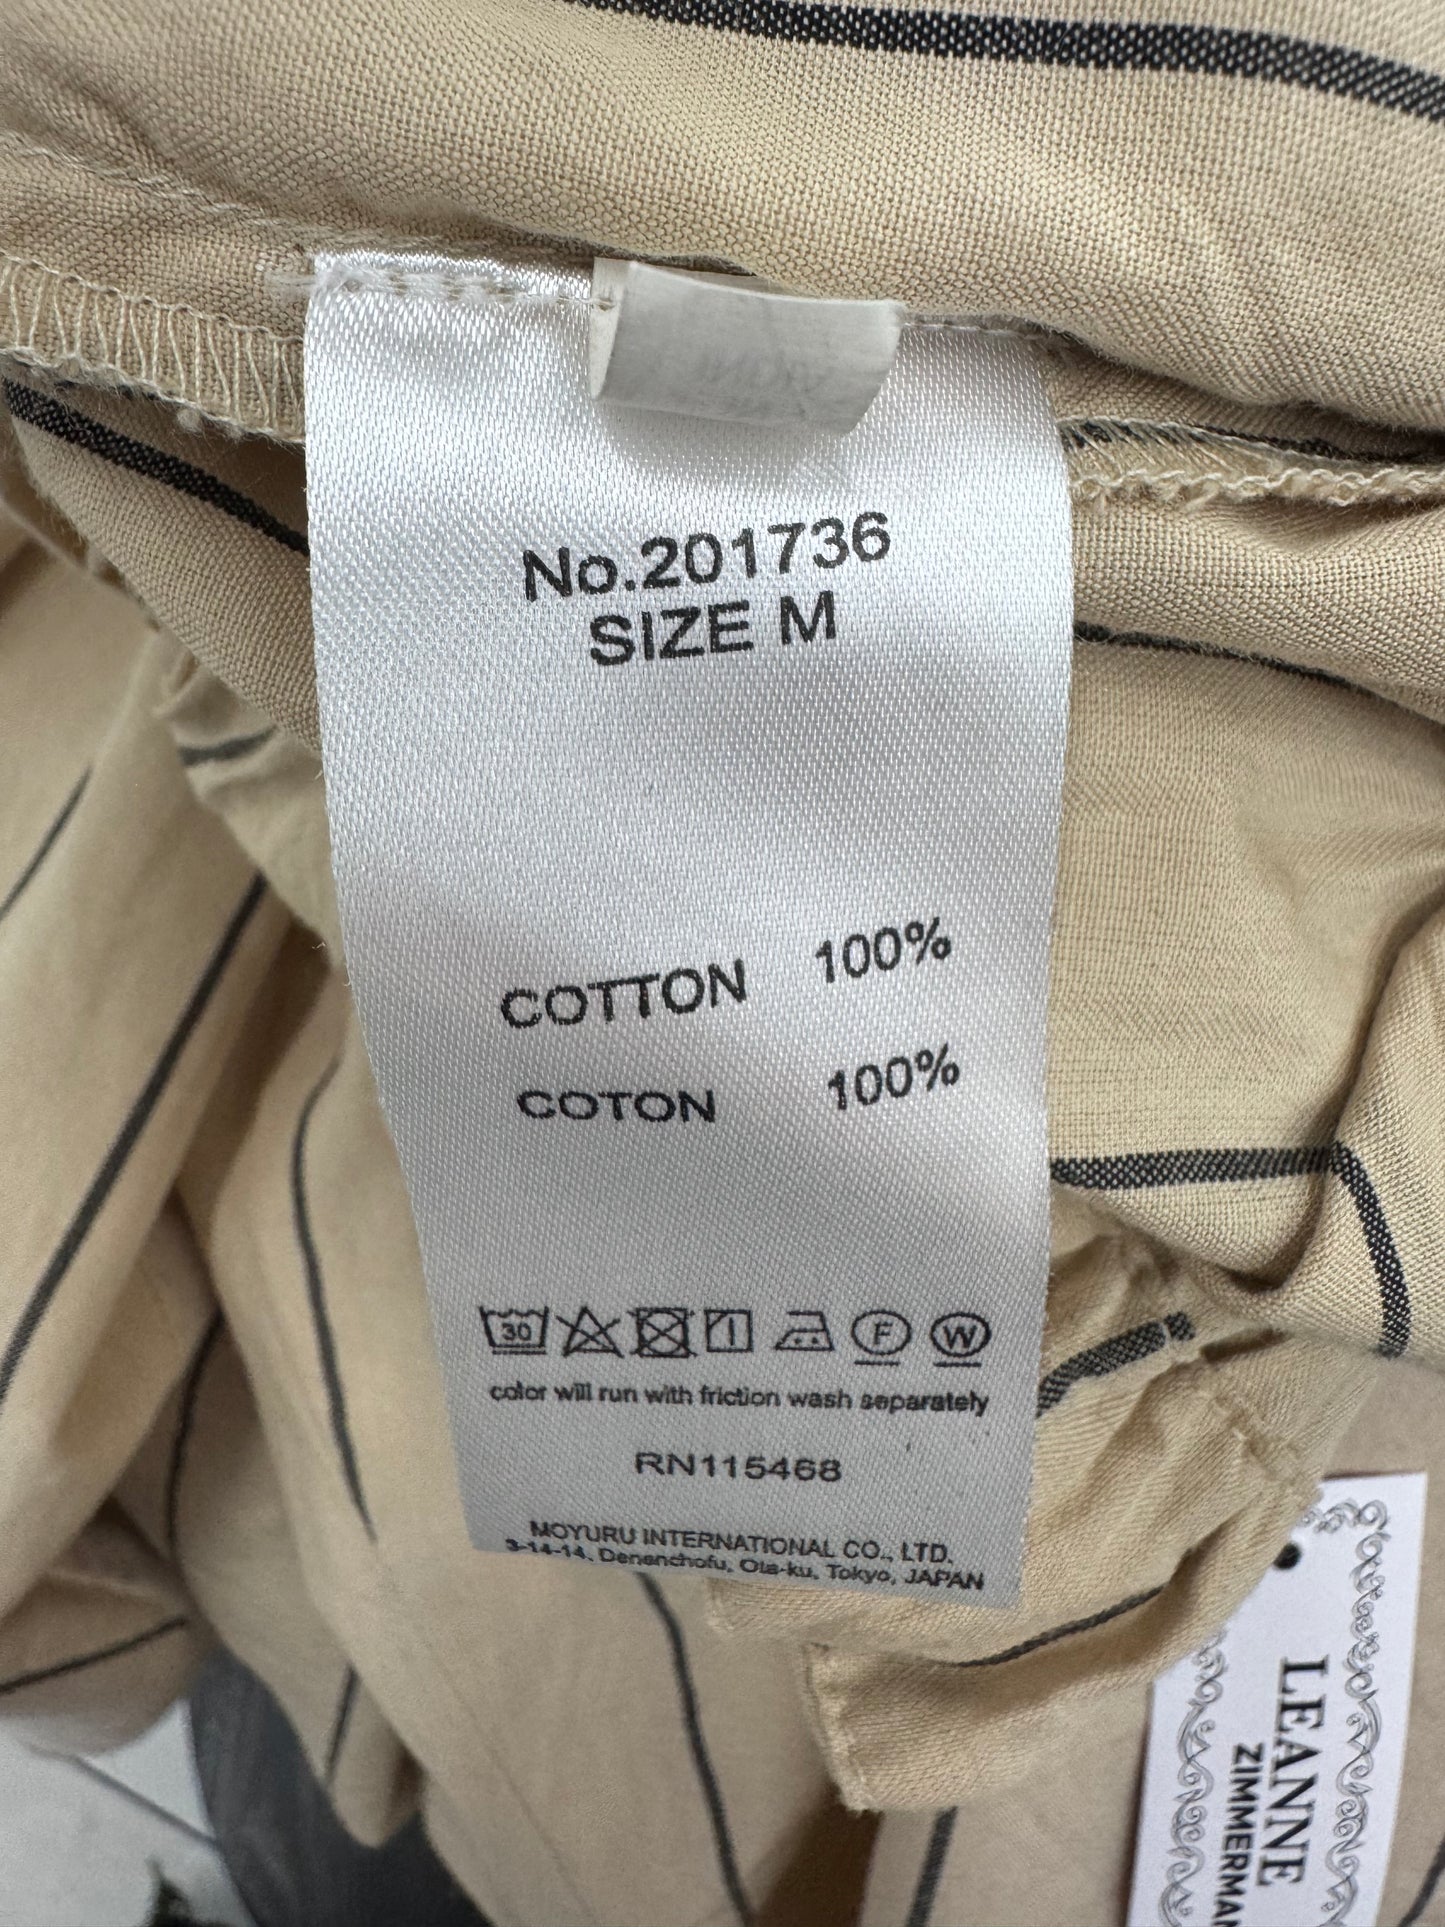 No.201736
SIZE M
COTTON 100%
COTON 100%
30 F W
color will run with friction wash separately
RN115468
MOYURU INTERNATIONAL CO., LTD.
3-14-14, Denenchofu, Ota-ku, Tokyo, JAPAN
LEANNE
ZIMMERMAN